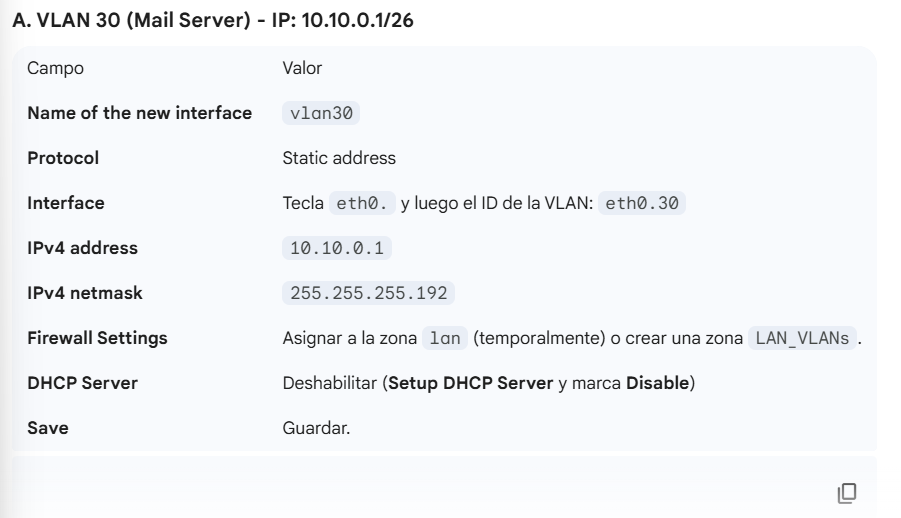 A. VLAN 30 (Mail Server) - IP: 10.10.0.1/26
Campo Valor
Name of the new interface vlan30
Protocol Static address
Interface Tecla eth0. y luego el ID de la VLAN: eth0.30
IPv4 address 10.10.0.1
IPv4 netmask 255.255.255.192
Firewall Settings Asignar a la zona lan (temporalmente) o crear una zona LAN_VLANs.
DHCP Server Deshabilitar (Setup DHCP Server y marca Disable)
Save Guardar.